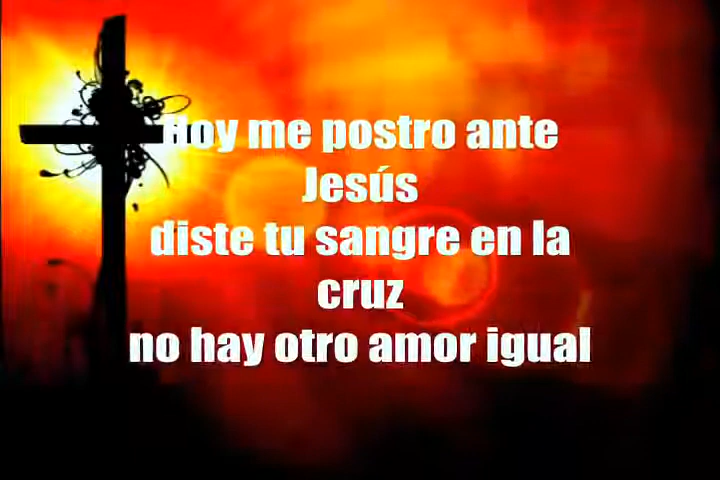 Hoy me postro ante
Jesús
diste tu sangre en la
cruz
no hay otro amor igual